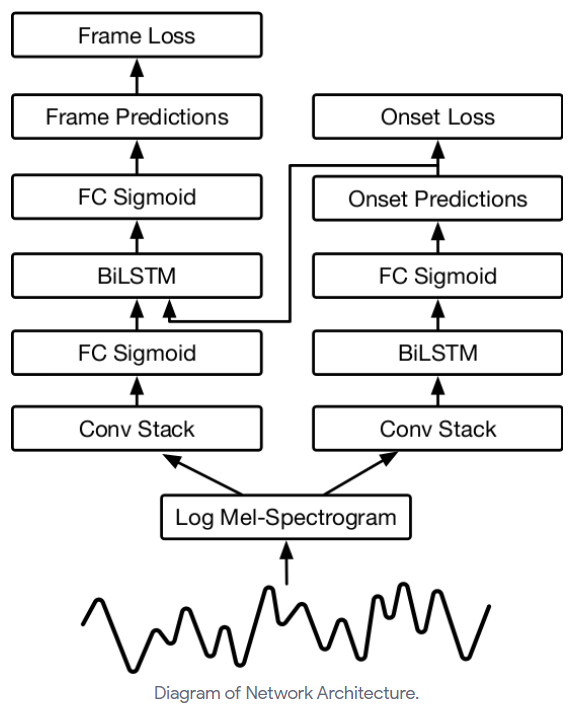 Frame Loss
Frame Predictions
Onset Loss
FC Sigmoid
Onset Predictions
BiLSTM
FC Sigmoid
FC Sigmoid
BiLSTM
Conv Stack
Conv Stack
Log Mel-Spectrogram
Diagram of Network Architecture.